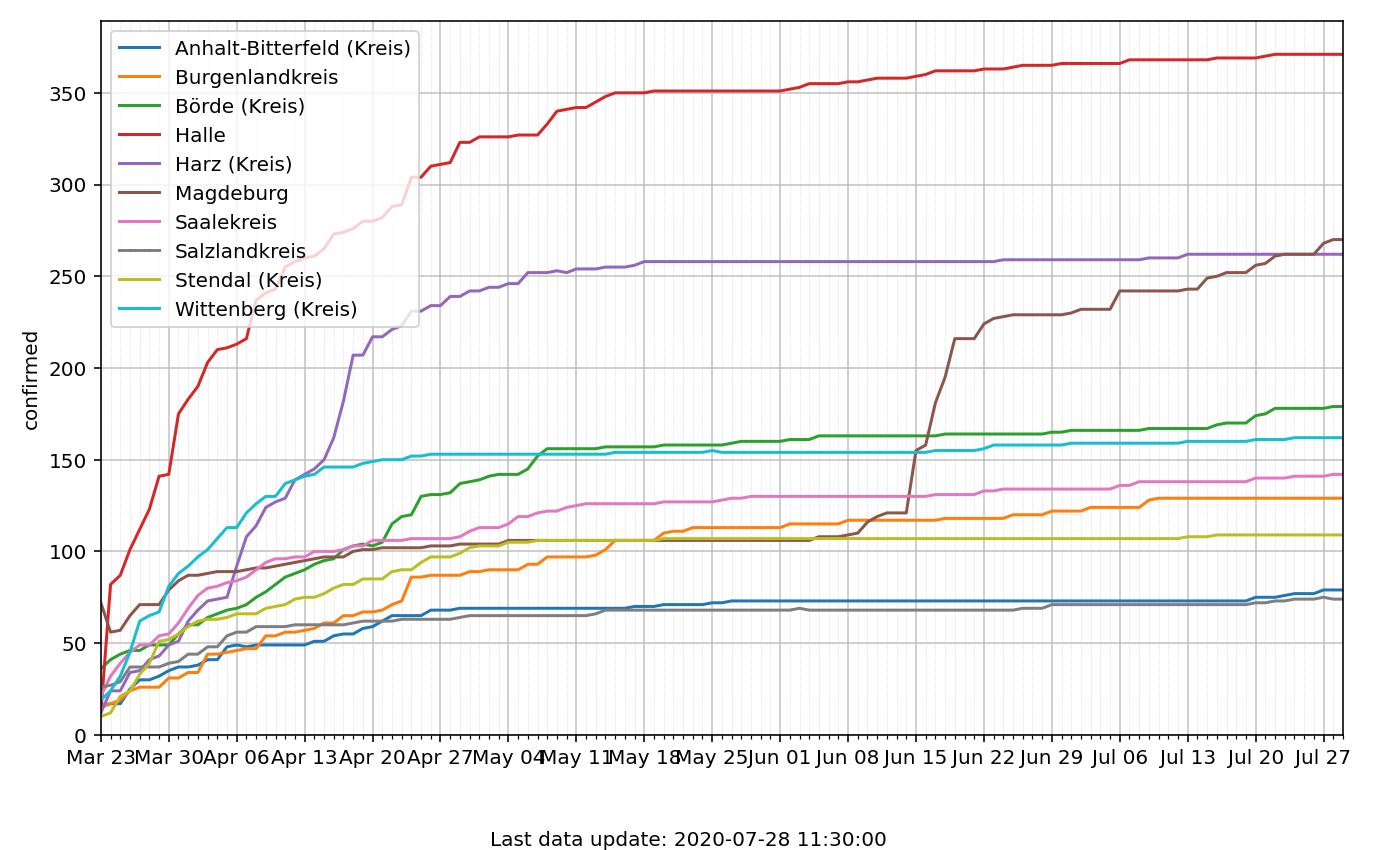 Anhalt-Bitterfeld (Kreis)
Burgenlandkreis
Börde (Kreis)
Halle
Harz (Kreis)
Magdeburg
Saalekreis
Salzlandkreis
Stendal (Kreis)
Wittenberg (Kreis)
350
300
250
200
150
100
50
0
confirmed
Mar 23 Mar 30 Apr 06 Apr 13 Apr 20 Apr 27 May 04 May 11 May 18 May 25 Jun 01 Jun 08 Jun 15 Jun 22 Jun 29 Jul 06 Jul 13 Jul 20 Jul 27
Last data update: 2020-07-28 11:30:00